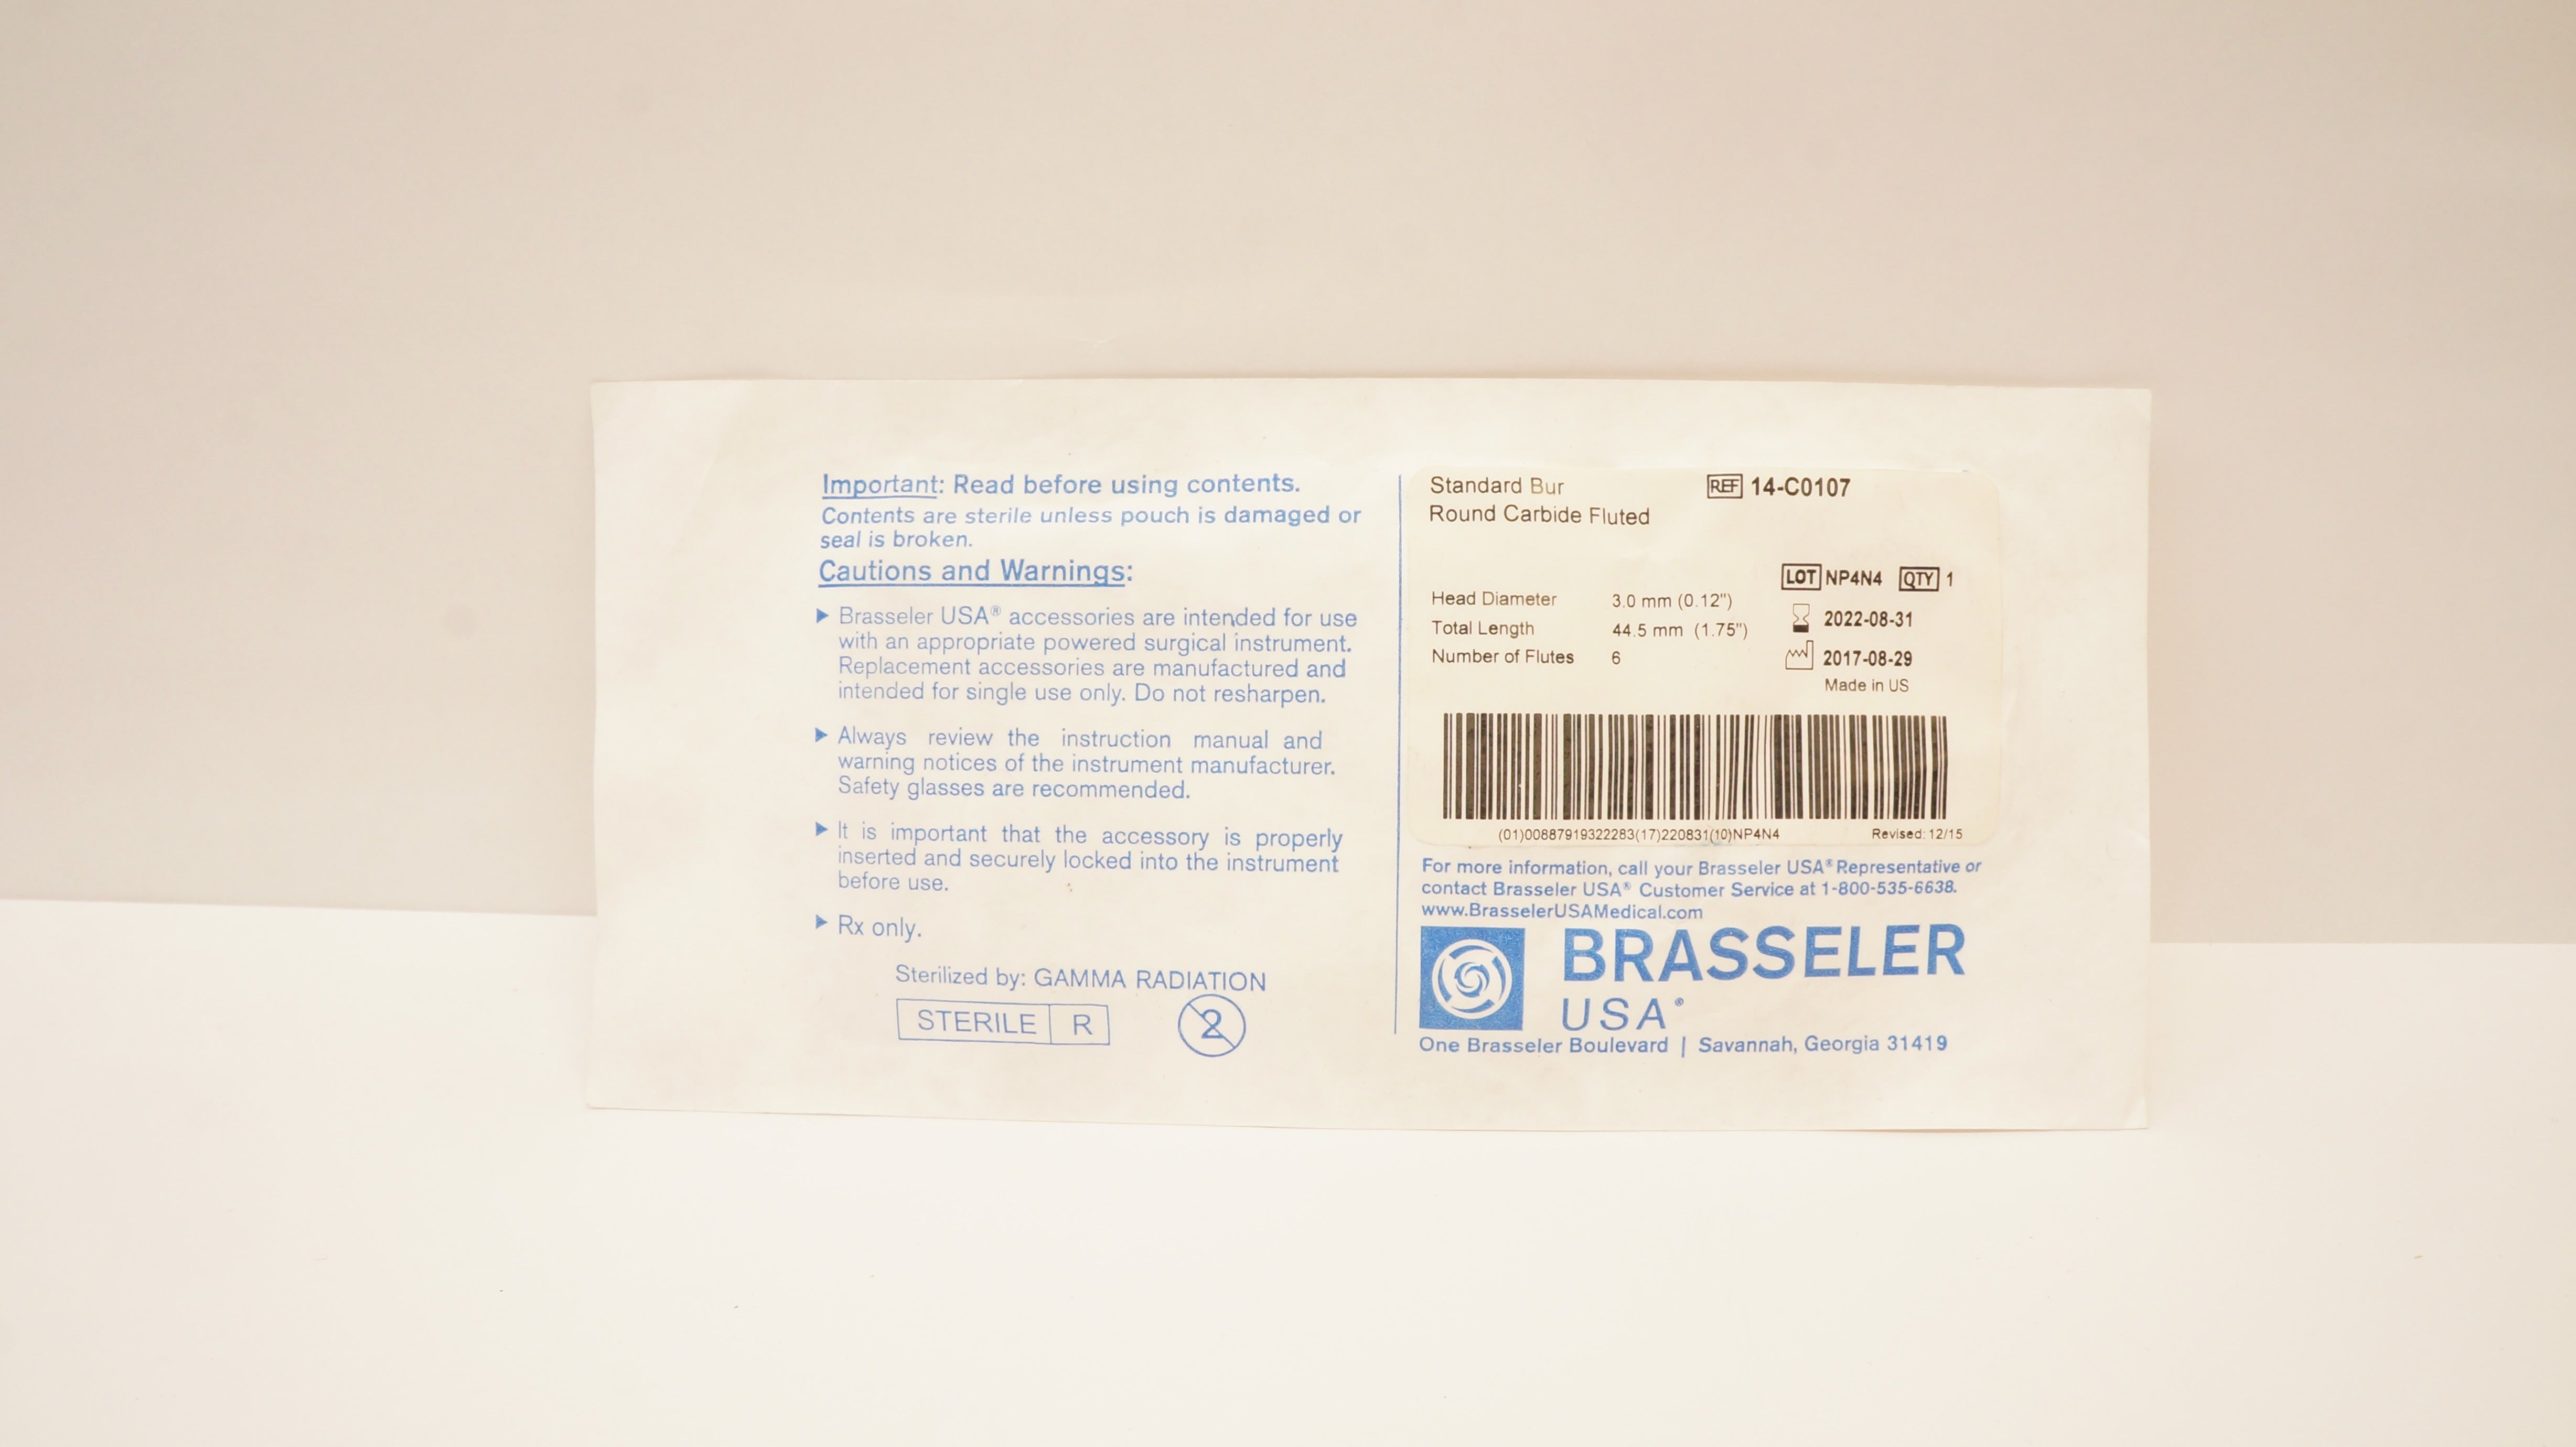 Important: Read before using contents.
Contents are sterile unless pouch is damaged or
seal is broken.
Cautions and Warnings:
▶ Brasseler USA® accessories are intended for use
with an appropriate powered surgical instrument.
Replacement accessories are manufactured and
intended for single use only. Do not resharpen.
▶ Always review the instruction manual and
warning notices of the instrument manufacturer.
Safety glasses are recommended.
▶ It is important that the accessory is properly
inserted and securely locked into the instrument
before use.
▶ Rx only.
Sterilized by: GAMMA RADIATION
STERILE R 2
Standard Bur REF 14-C0107
Round Carbide Fluted
LOT NP4N4 QTY 1
Head Diameter 3.0 mm (0.12")
2022-08-31
Total Length 44.5 mm (1.75")
Number of Flutes 6
2017-08-29
Made in US
(01)00887919322283(17)220831(10)NP4N4 Revised: 12/15
For more information, call your Brasseler USA® Representative or
contact Brasseler USA® Customer Service at 1-800-535-6638.
www.BrasselerUSAMedical.com
BRASSELER
USA®
One Brasseler Boulevard | Savannah, Georgia 31419